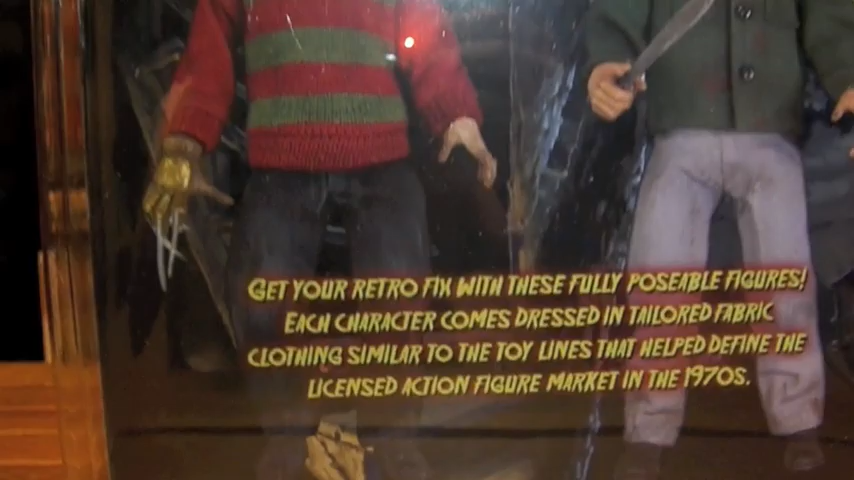 GET YOUR RETRO FIX WITH THESE FULLY POSEABLE FIGURES!
EACH CHARACTER COMES DRESSED IN TAILORED FABRIC
CLOTHING SIMILAR TO THE TOY LINES THAT HELPED DEFINE THE
LICENSED ACTION FIGURE MARKET IN THE 1970s.